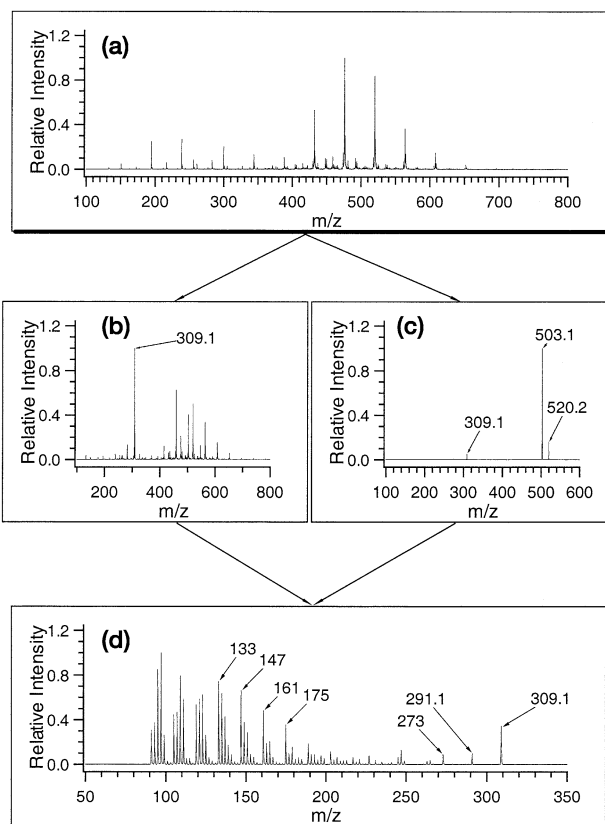 (a)
Relative Intensity
1.2
0.8
0.4
0.0
100 200 300 400 500 600 700 800
m/z
(b)
Relative Intensity
1.2
0.8
0.4
0.0
309.1
200 400 600 800
m/z
(c)
Relative Intensity
1.2
0.8
0.4
0.0
503.1
309.1
520.2
100 200 300 400 500 600
m/z
(d)
Relative Intensity
1.2
0.8
0.4
0.0
133
147
161
175
273
291.1
309.1
50 100 150 200 250 300 350
m/z